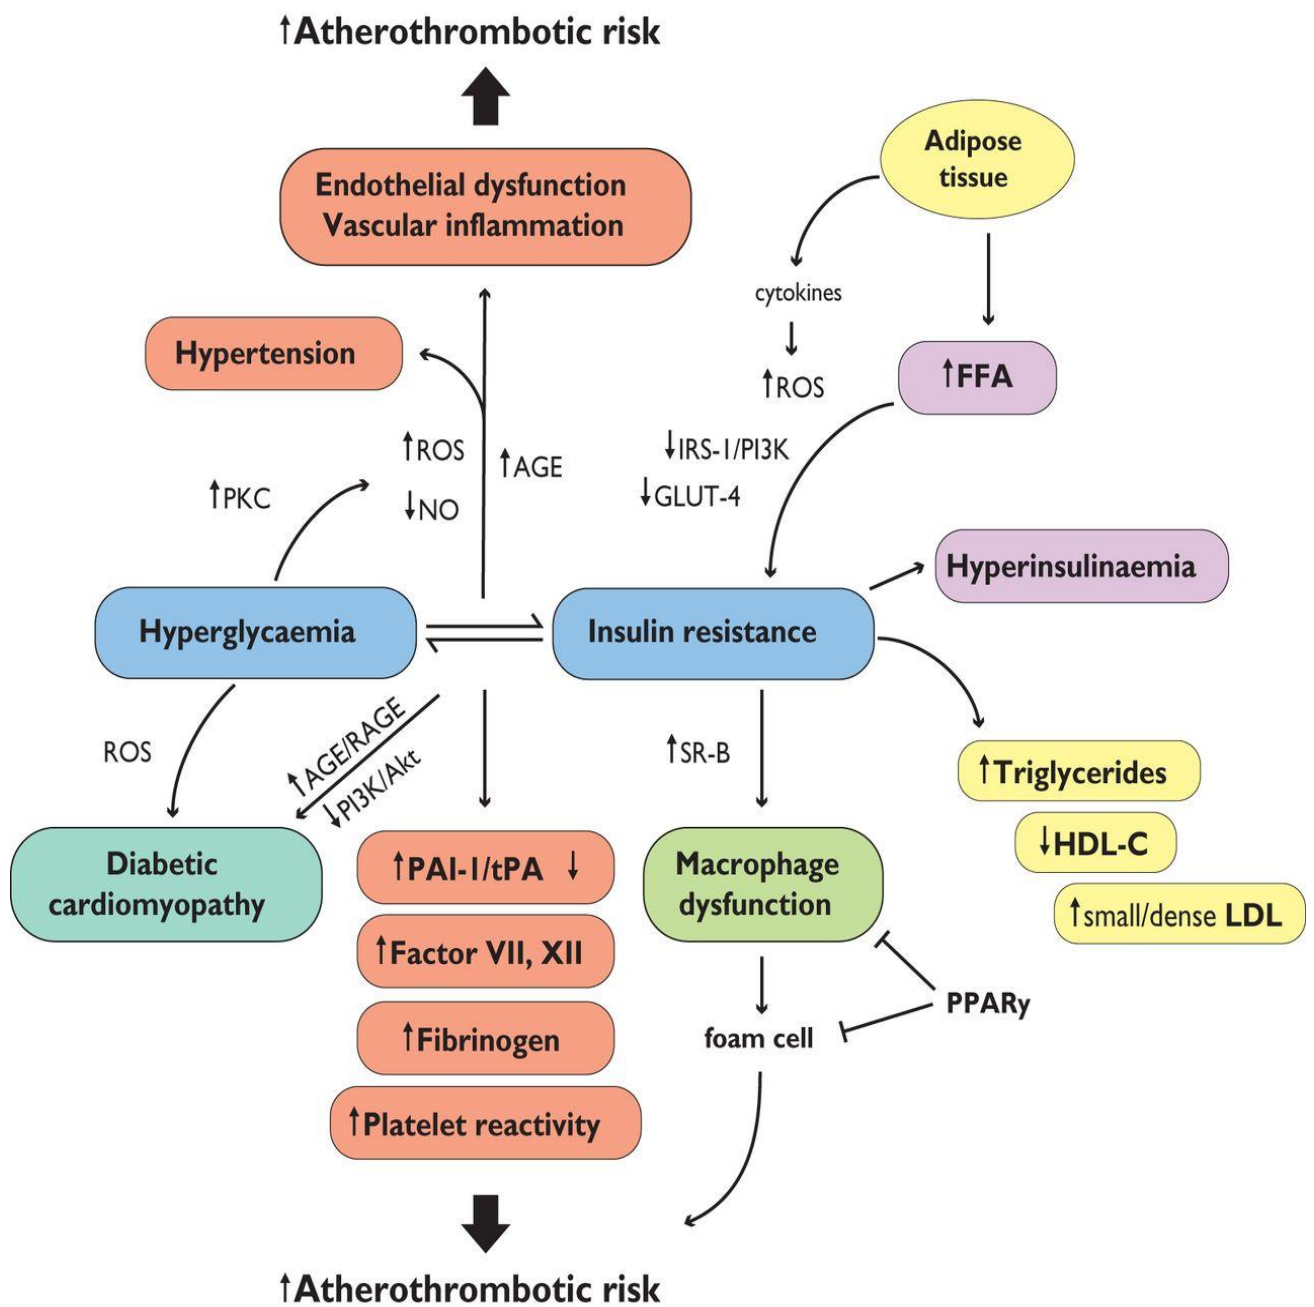 ↑Atherothrombotic risk
Endothelial dysfunction
Vascular inflammation
Adipose
tissue
cytokines
↑ROS
↑FFA
Hypertension
↑ROS
↓NO
↑AGE
↑PKC
↓IRS-1/PI3K
↓GLUT-4
Hyperinsulinaemia
Hyperglycaemia
Insulin resistance
ROS
↑AGE/RAGE
↓PI3K/Akt
↑SR-B
↑Triglycerides
↓HDL-C
↑small/dense LDL
Diabetic
cardiomyopathy
↑PAI-1/tPA ↓
↑Factor VII, XII
↑Fibrinogen
↑Platelet reactivity
Macrophage
dysfunction
foam cell
PPARy
↑Atherothrombotic risk